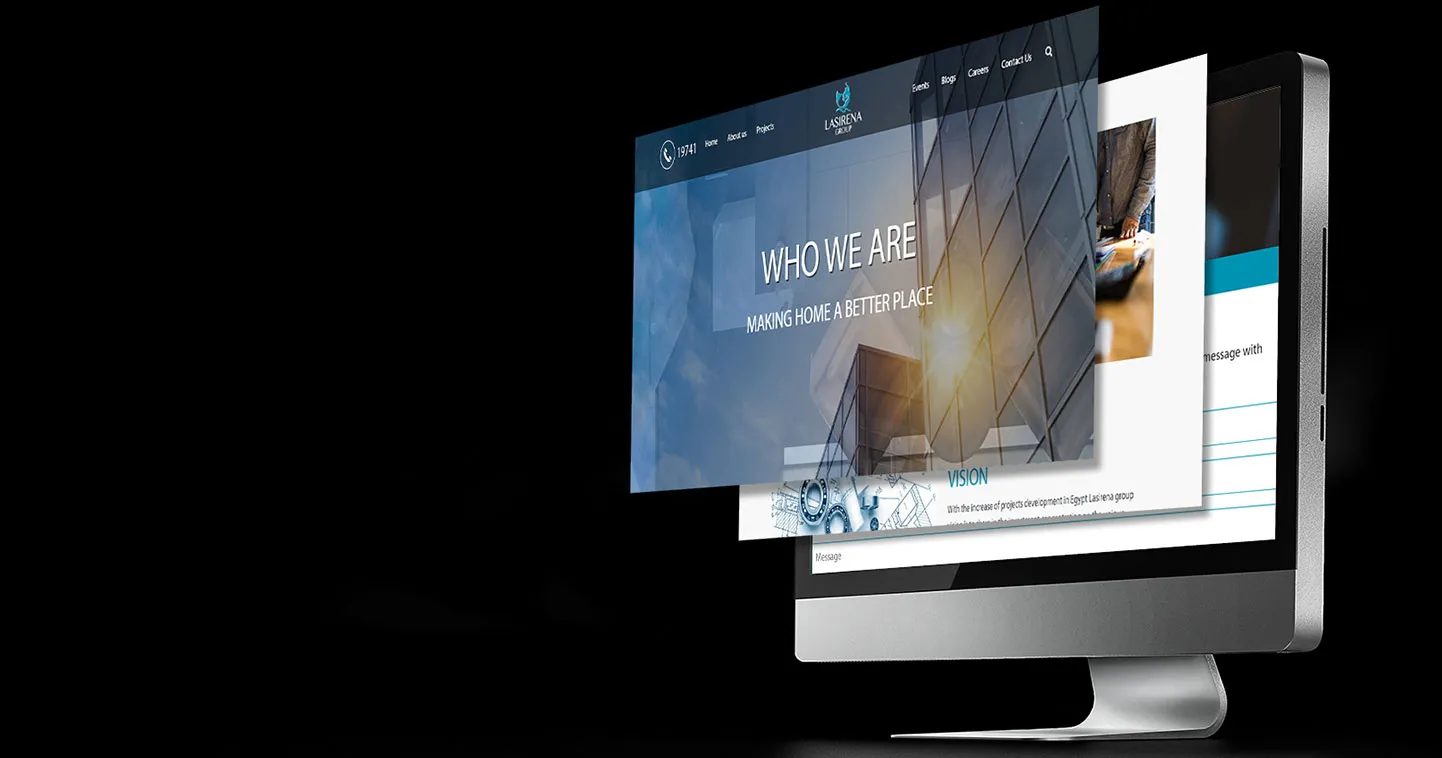 19741
Home
About us
Projects
LASIRENA
GROUP
Events
Blogs
Careers
Contact Us
WHO WE ARE
MAKING HOME A BETTER PLACE
message with
VISION
With the increase of projects development in Egypt Lasirena group
Message